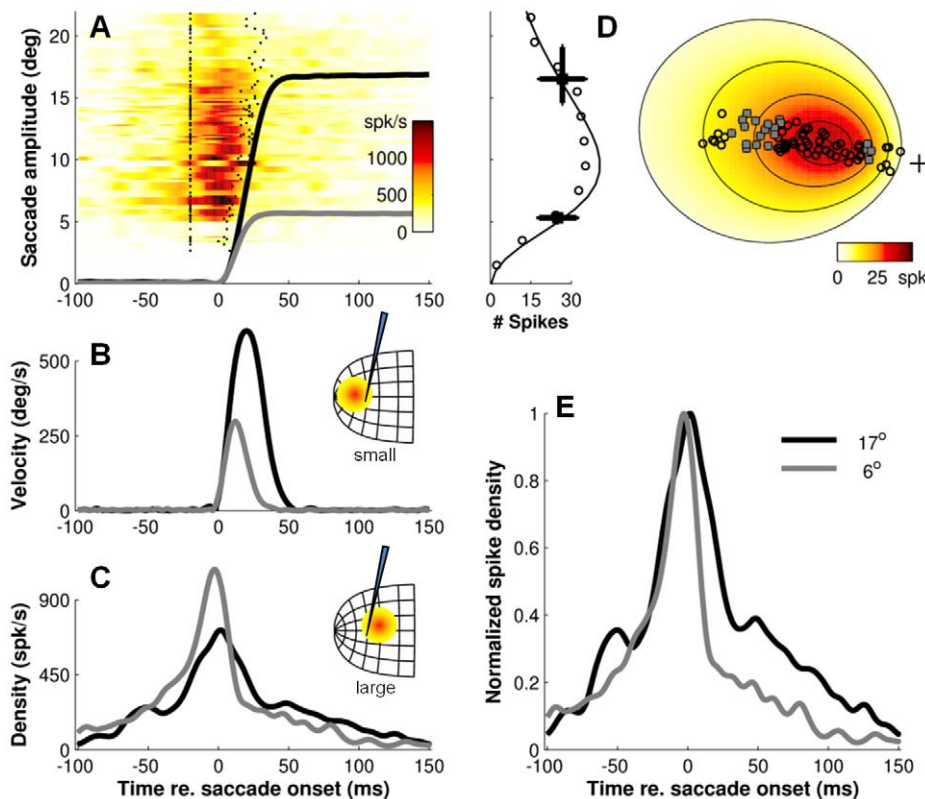 A
Saccade amplitude (deg)
20
15
10
5
0
spk/s
1000
500
0
-100 -50 0 50 100 150
0 15 30
# Spikes
D
+
0 25 spk
B
Velocity (deg/s)
500
250
0
small
-100 -50 0 50 100 150
C
Density (spk/s)
900
450
0
large
-100 -50 0 50 100 150
Time re. saccade onset (ms)
E
Normalized spike density
1
0.8
0.6
0.4
0.2
0
17º
6º
-100 -50 0 50 100 150
Time re. saccade onset (ms)